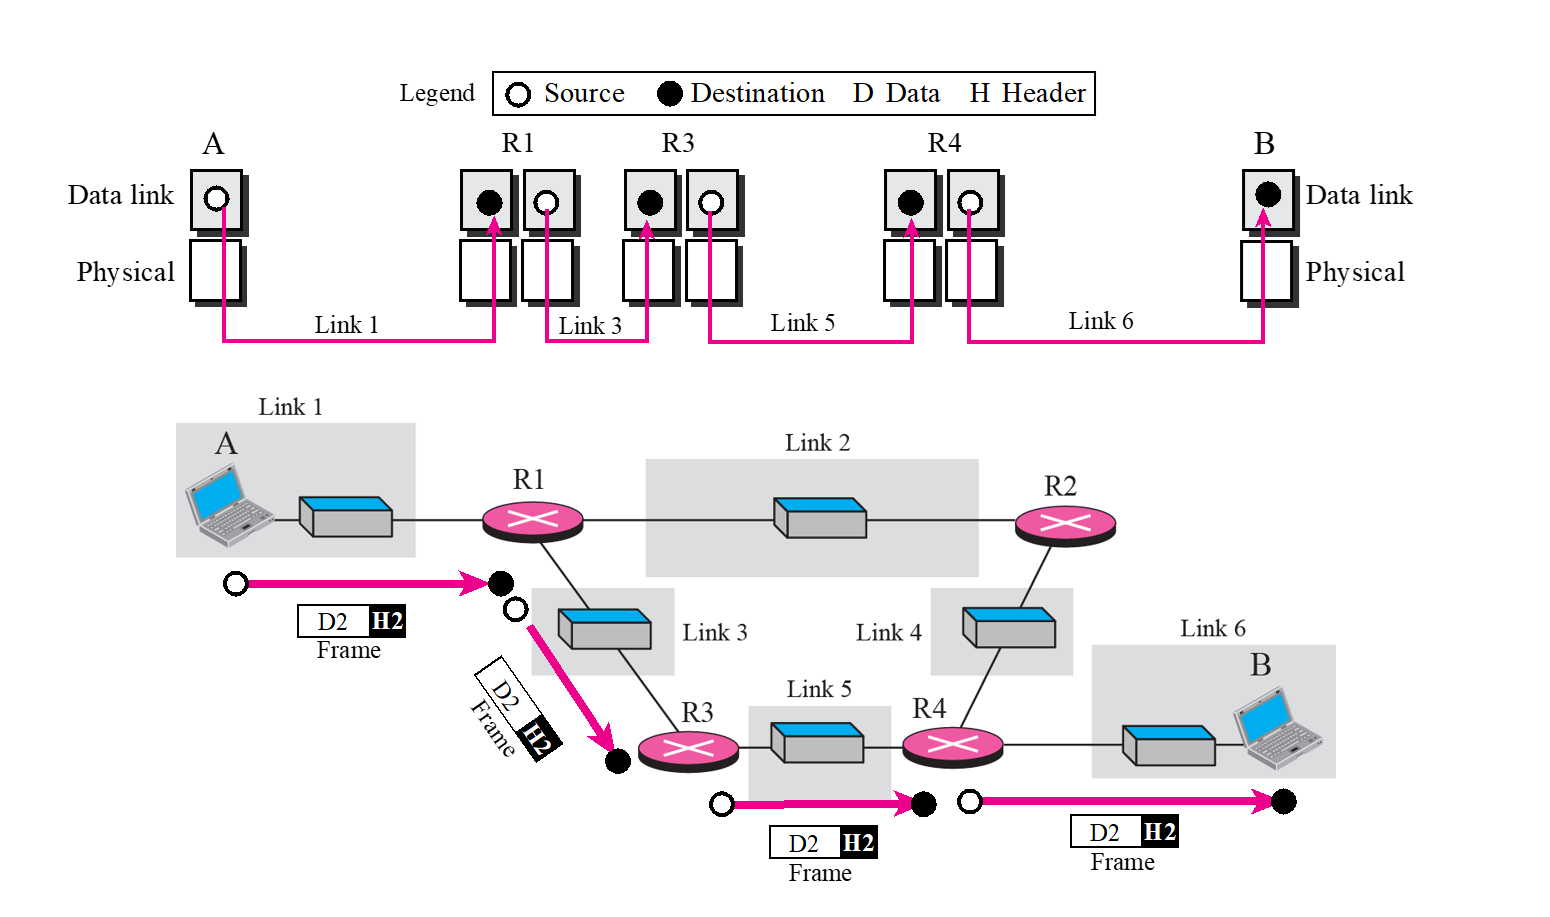 Legend Source Destination D Data H Header
A R1 R3 R4 B
Data link Data link
Physical Physical
Link 1 Link 3 Link 5 Link 6
Link 1
A
Link 2
R1
R2
D2 H2
Frame
Link 3
Link 4
Link 6
B
D2 H2
Frame
Link 5
R3
R4
D2 H2
Frame
D2 H2
Frame